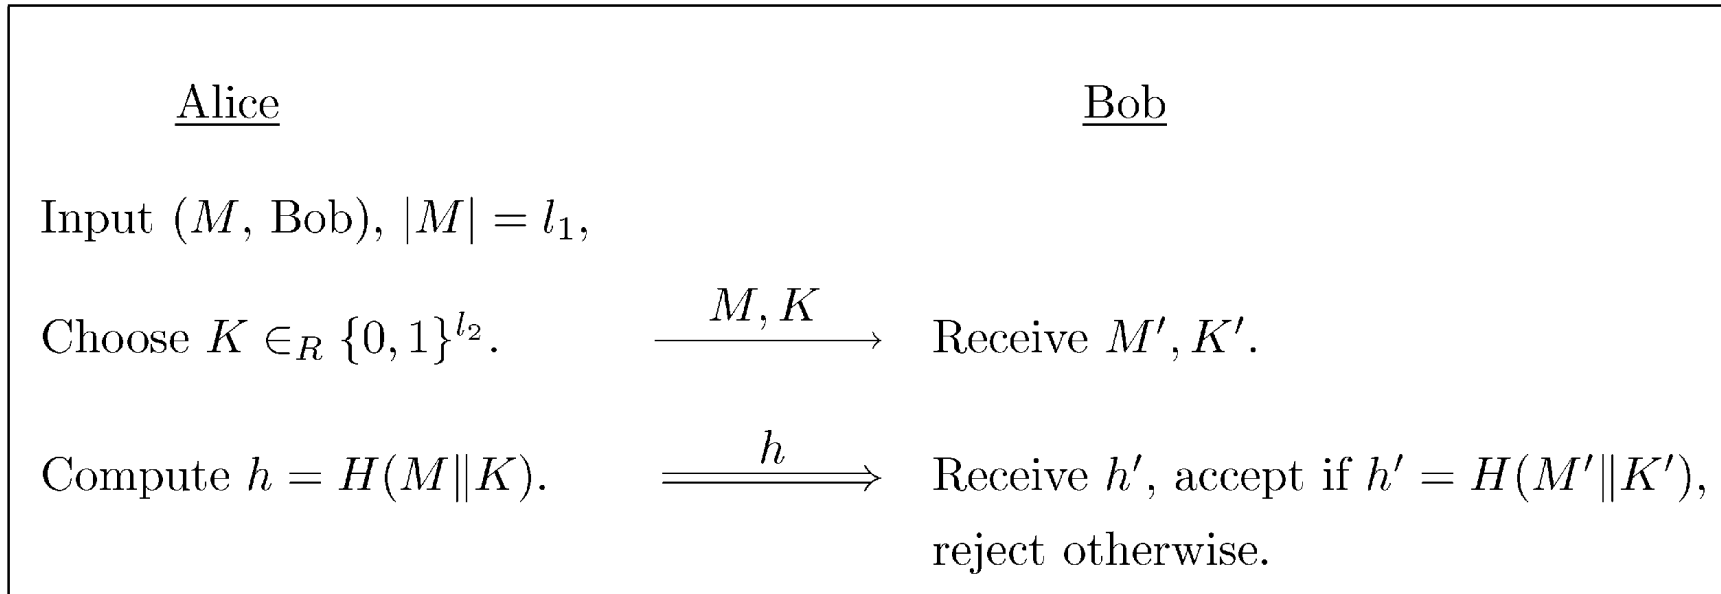 Alice Bob
Input (M, Bob), |M| = l₁,
M, K
Choose K ∈_R {0, 1}^{l₂}. Receive M′, K′.
h
Compute h = H(M‖K). Receive h′, accept if h′ = H(M′‖K′),
reject otherwise.